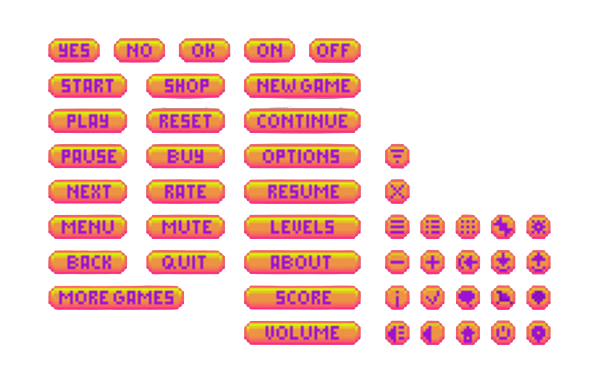 YES NO OK ON OFF
START SHOP NEW GAME
PLAY RESET CONTINUE
PAUSE BUY OPTIONS
NEXT RATE RESUME
MENU MUTE LEVELS
BACK QUIT ABOUT
MORE GAMES SCORE
VOLUME